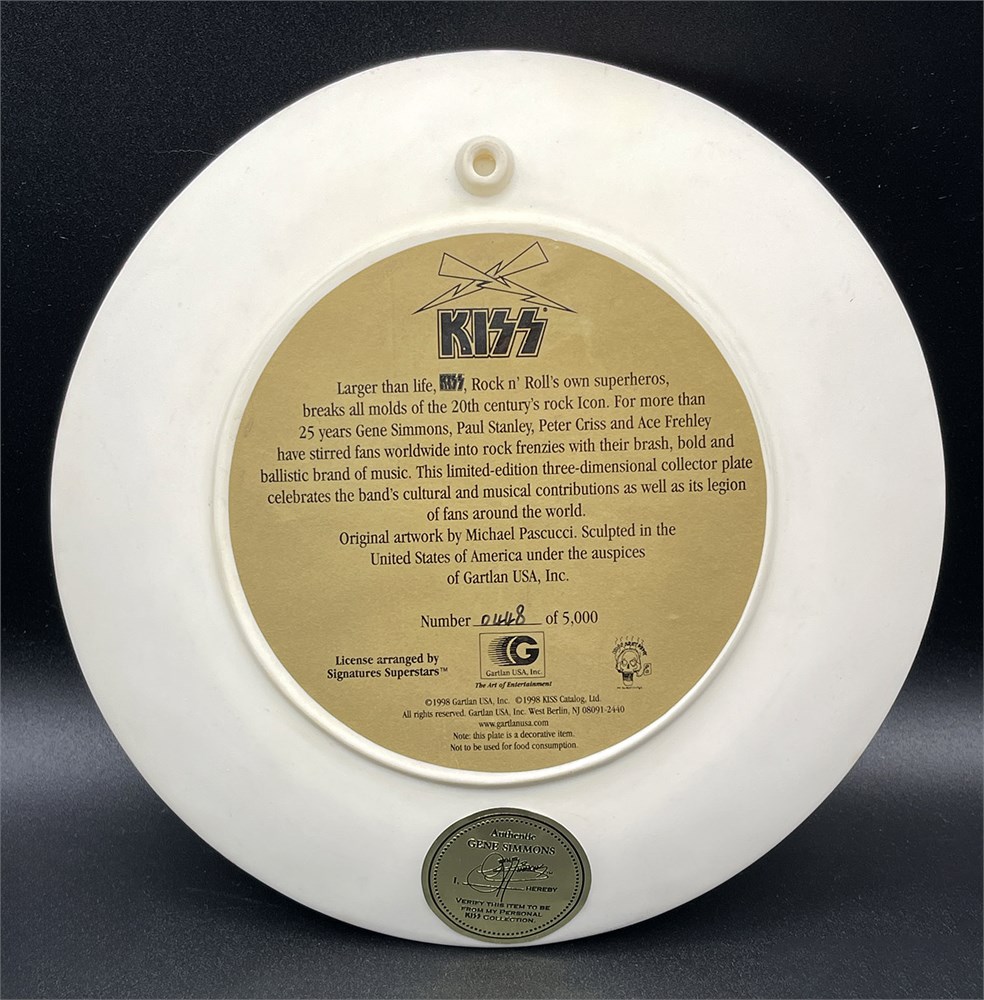 KISS®
Larger than life, KISS, Rock n' Roll's own superheros,
breaks all molds of the 20th century's rock Icon. For more than
25 years Gene Simmons, Paul Stanley, Peter Criss and Ace Frehley
have stirred fans worldwide into rock frenzies with their brash, bold and
ballistic brand of music. This limited-edition three-dimensional collector plate
celebrates the band's cultural and musical contributions as well as its legion
of fans around the world.
Original artwork by Michael Pascucci. Sculpted in the
United States of America under the auspices
of Gartlan USA, Inc.
Number 0448 of 5,000
License arranged by
Signatures Superstars™
G
Gartlan USA, Inc.
The Art of Entertainment
©1998 Gartlan USA, Inc. ©1998 KISS Catalog, Ltd.
All rights reserved. Gartlan USA, Inc. West Berlin, NJ 08091-2440
www.gartlanusa.com
Note: this plate is a decorative item.
Not to be used for food consumption.
Authentic
GENE SIMMONS
I, HEREBY
VERIFY THIS ITEM TO BE
FROM MY PERSONAL
KISS COLLECTION.